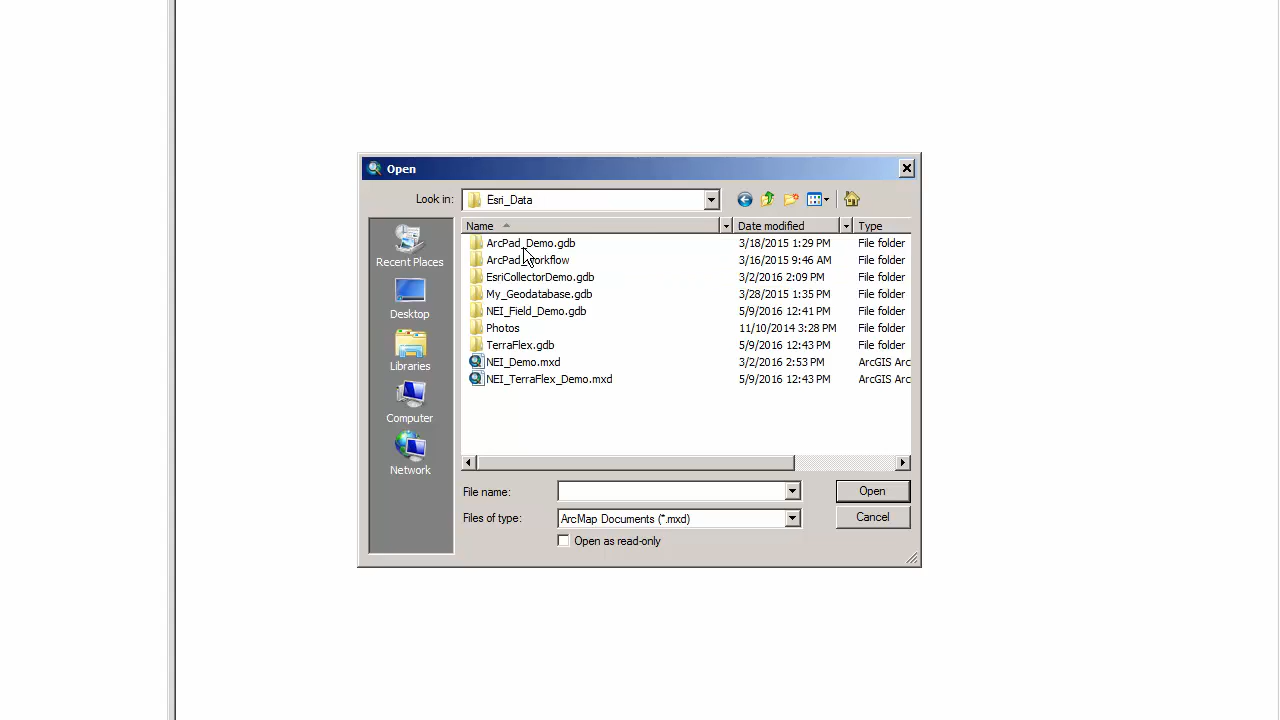 Open
Look in: Esri_Data
Name Date modified Type
ArcPad_Demo.gdb 3/18/2015 1:29 PM File folder
ArcPad_Workflow 3/16/2015 9:46 AM File folder
EsriCollectorDemo.gdb 3/2/2016 2:09 PM File folder
My_Geodatabase.gdb 3/28/2015 1:35 PM File folder
NEI_Field_Demo.gdb 5/9/2016 12:41 PM File folder
Photos 11/10/2014 3:28 PM File folder
TerraFlex.gdb 5/9/2016 12:43 PM File folder
NEI_Demo.mxd 3/2/2016 2:53 PM ArcGIS Arc
NEI_TerraFlex_Demo.mxd 5/9/2016 12:43 PM ArcGIS Arc
Recent Places
Desktop
Libraries
Computer
Network
File name: Open
Files of type: ArcMap Documents (*.mxd) Cancel
Open as read-only